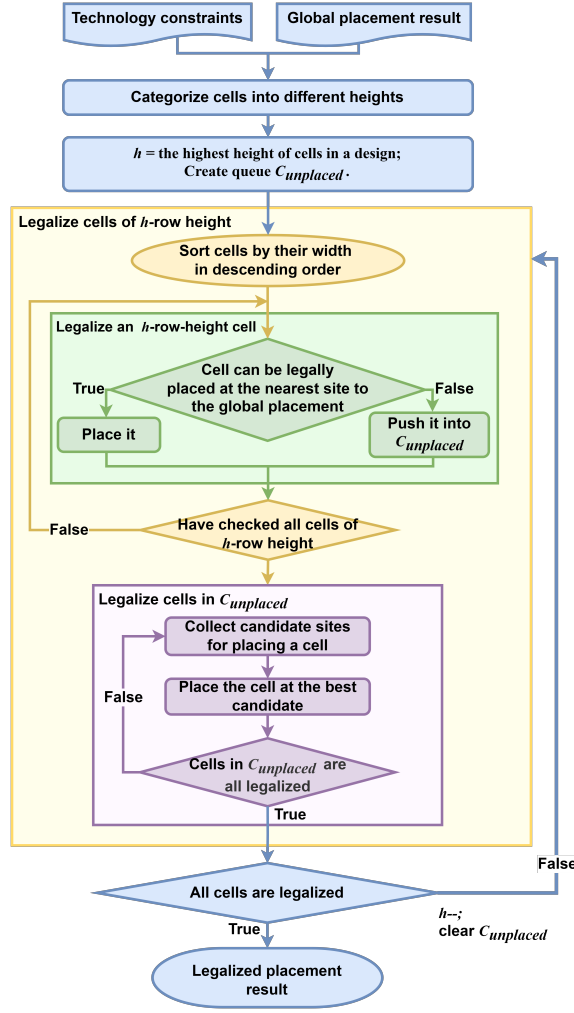 Technology constraints
Global placement result
Categorize cells into different heights
h = the highest height of cells in a design;
Create queue Cunplaced.
Legalize cells of h-row height
Sort cells by their width
in descending order
Legalize an h-row-height cell
Cell can be legally
placed at the nearest site to
the global placement
True
False
Place it
Push it into
Cunplaced
Have checked all cells of
h-row height
False
Legalize cells in Cunplaced
Collect candidate sites
for placing a cell
False
Place the cell at the best
candidate
Cells in Cunplaced are
all legalized
True
All cells are legalized
False
h--;
clear Cunplaced
True
Legalized placement
result